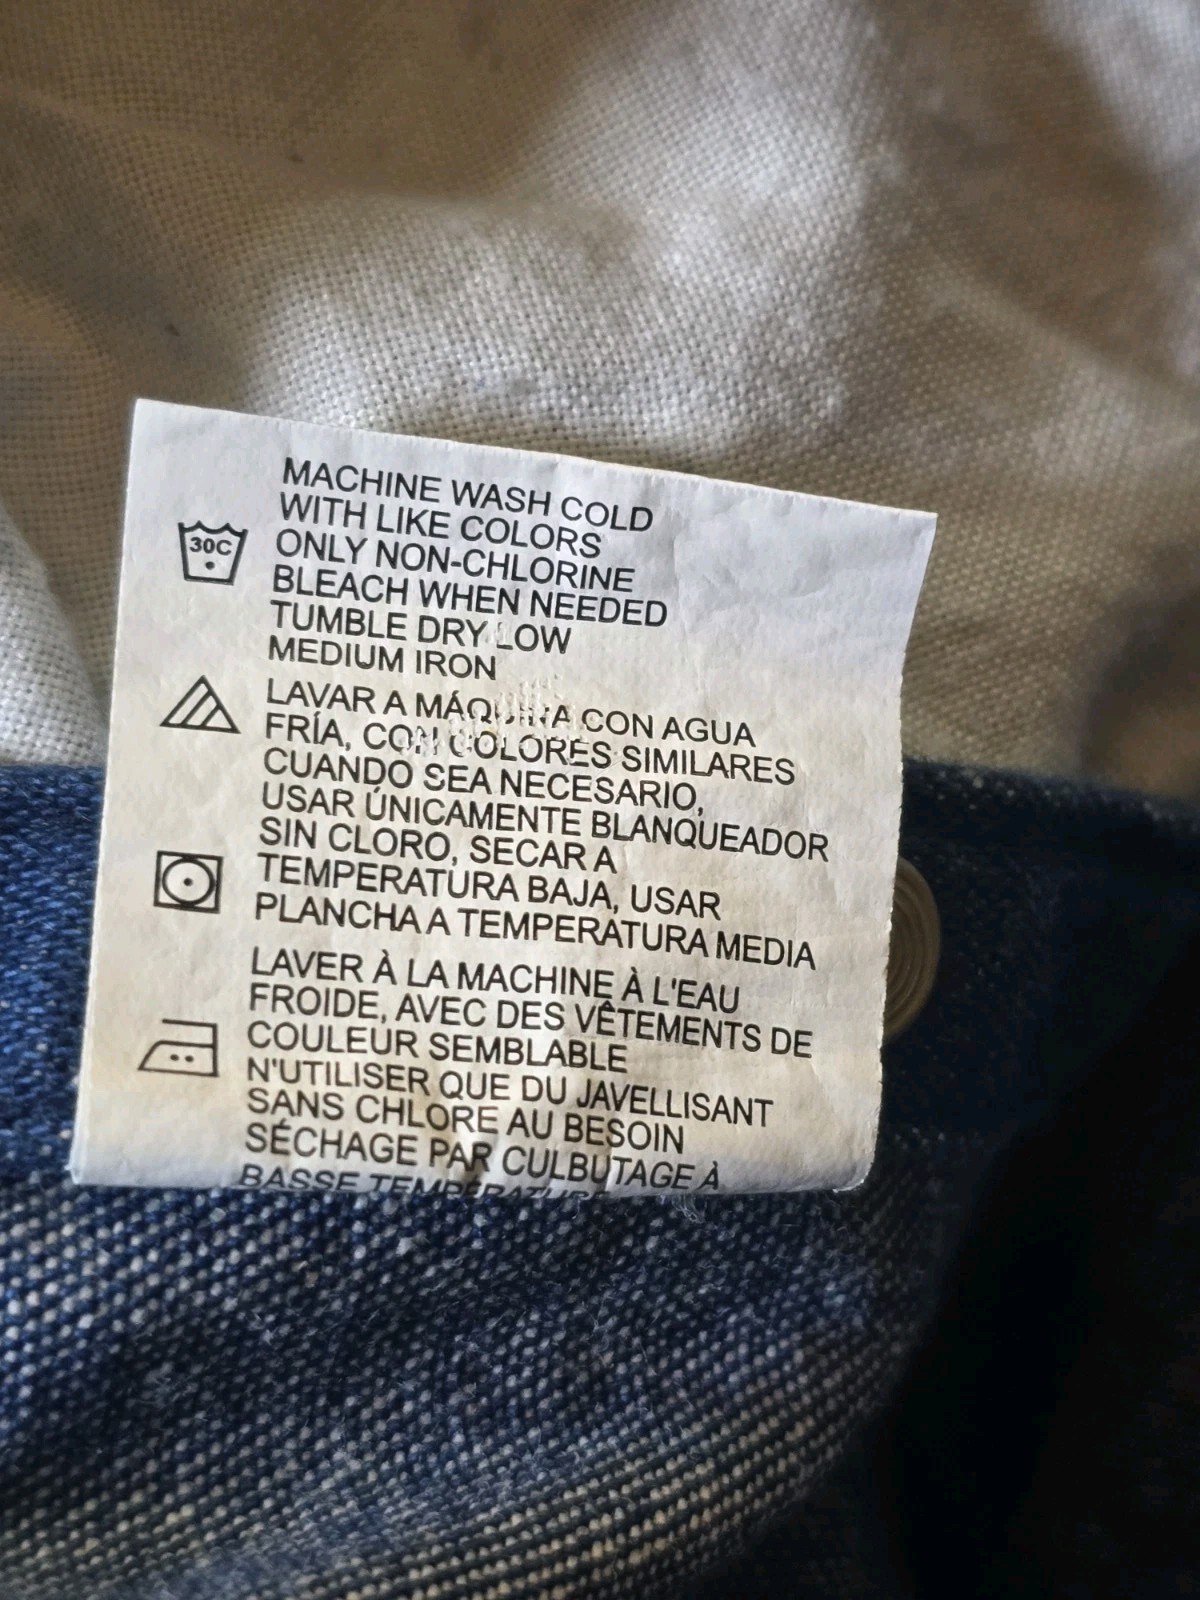 MACHINE WASH COLD
WITH LIKE COLORS
ONLY NON-CHLORINE
BLEACH WHEN NEEDED
TUMBLE DRY LOW
MEDIUM IRON
30C
LAVAR A MÁQUINA CON AGUA
FRÍA, CON COLORES SIMILARES
CUANDO SEA NECESARIO,
USAR ÚNICAMENTE BLANQUEADOR
SIN CLORO, SECAR A
TEMPERATURA BAJA, USAR
PLANCHA A TEMPERATURA MEDIA
LAVER À LA MACHINE À L'EAU
FROIDE, AVEC DES VÊTEMENTS DE
COULEUR SEMBLABLE
N'UTILISER QUE DU JAVELLISANT
SANS CHLORE AU BESOIN
SÉCHAGE PAR CULBUTAGE À
BASSE TEMPÉRATURE